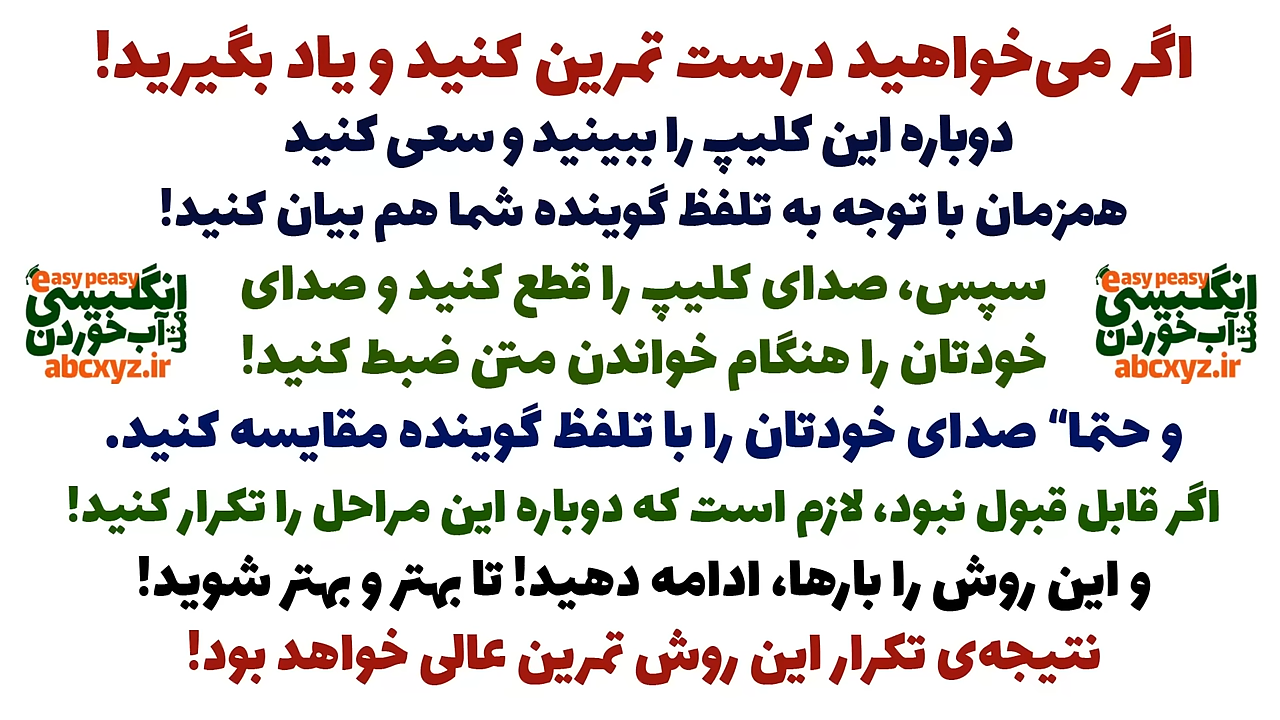 اگر می‌خواهید درست تمرین کنید و یاد بگیرید!
دوباره این کلیپ را ببینید و سعی کنید
همزمان با توجه به تلفظ گوینده شما هم بیان کنید!
سپس، صدای کلیپ را قطع کنید و صدای
خودتان را هنگام خواندن متن ضبط کنید!
easy peasy
انگلیسی
مثل آب خوردن
abcxyz.ir
easy peasy
انگلیسی
مثل آب خوردن
abcxyz.ir
و حتما“ صدای خودتان را با تلفظ گوینده مقایسه کنید.
اگر قابل قبول نبود، لازم است که دوباره این مراحل را تکرار کنید!
و این روش را بارها، ادامه دهید! تا بهتر و بهتر شوید!
نتیجه‌ی تکرار این روش تمرین عالی خواهد بود!